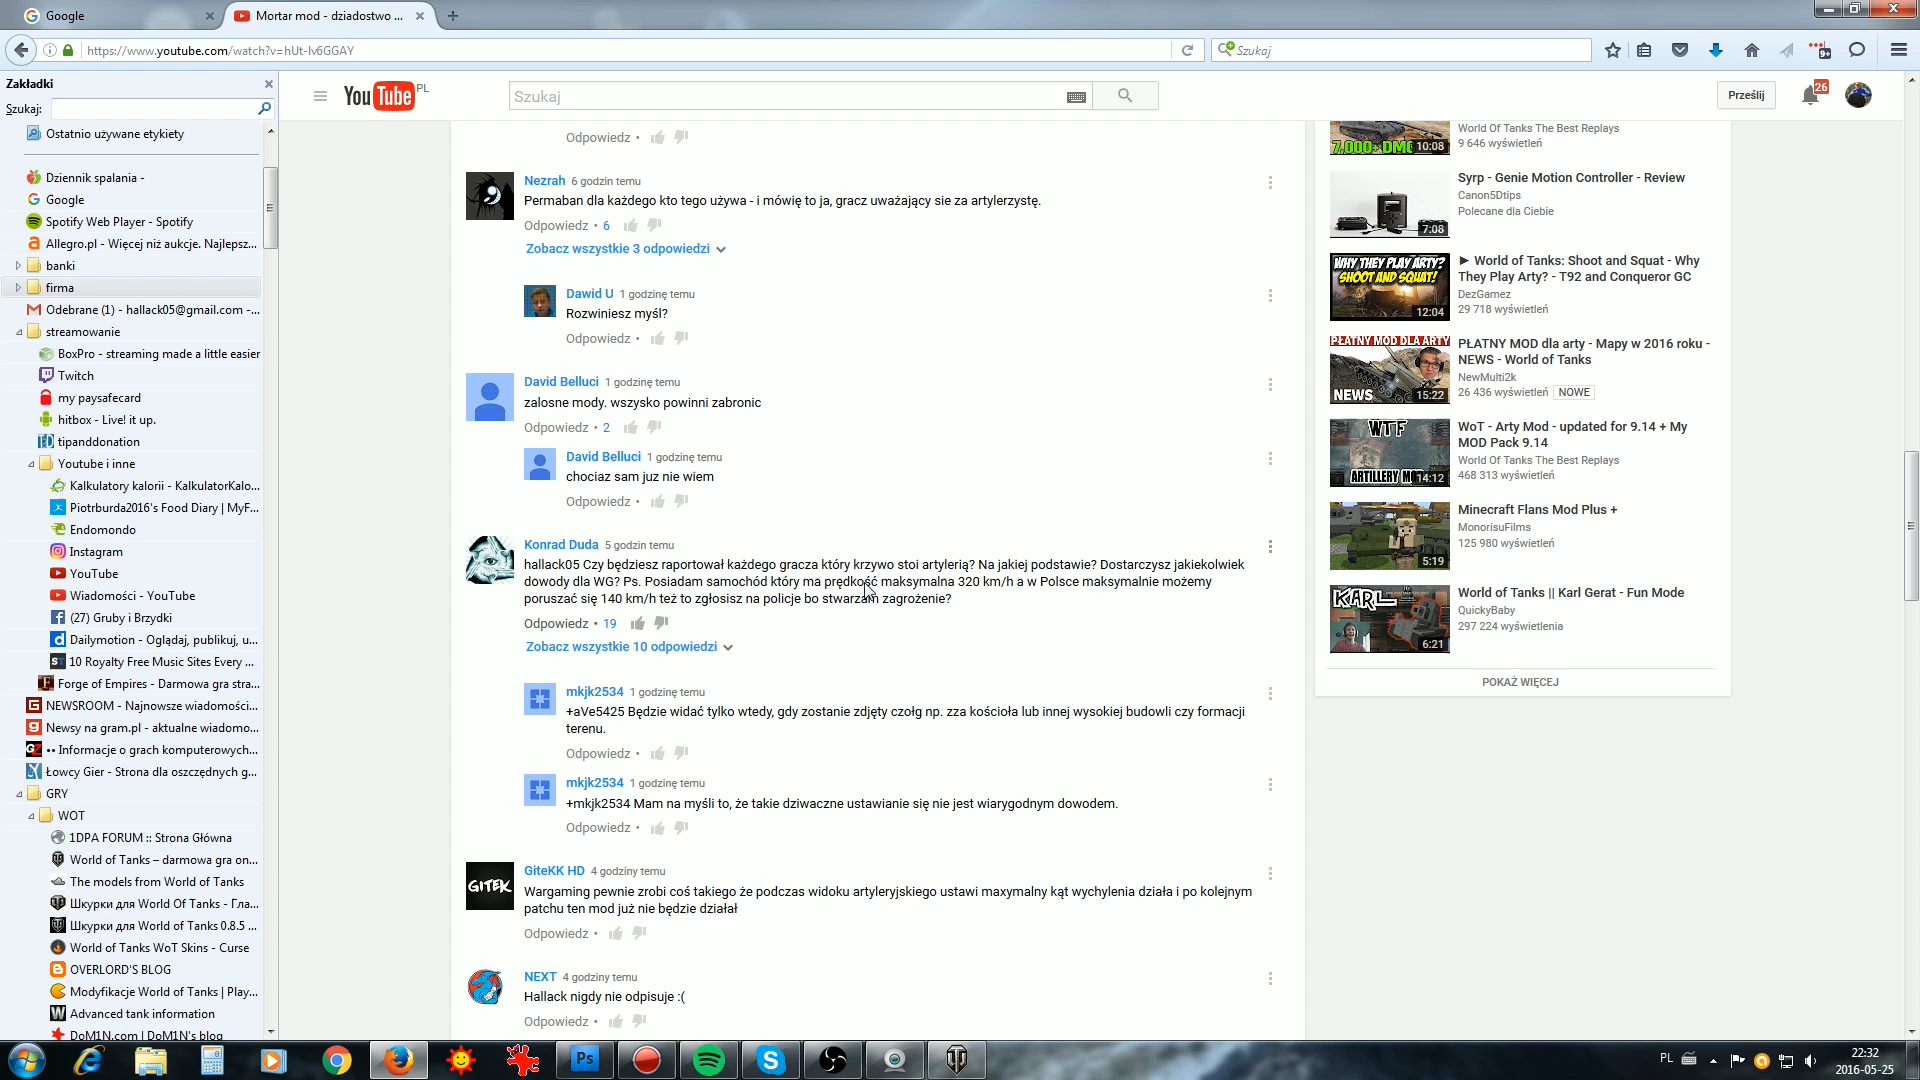 Google
Mortar mod - dziadostwo ...
https://www.youtube.com/watch?v=hUt-Iv6GGAY
Szukaj
9+
Zakładki
Szukaj:
Ostatnio używane etykiety
Dziennik spalania -
Google
Spotify Web Player - Spotify
Allegro.pl - Więcej niż aukcje. Najlepsz...
banki
firma
Odebrane (1) - hallack05@gmail.com -...
streamowanie
BoxPro - streaming made a little easier
Twitch
my paysafecard
hitbox - Live! it up.
tipanddonation
Youtube i inne
Kalkulatory kalorii - KalkulatorKalo...
Piotrburda2016's Food Diary | MyF...
Endomondo
Instagram
YouTube
Wiadomości - YouTube
(27) Gruby i Brzydki
Dailymotion - Oglądaj, publikuj, u...
10 Royalty Free Music Sites Every ...
Forge of Empires - Darmowa gra stra...
NEWSROOM - Najnowsze wiadomości...
Newsy na gram.pl - aktualne wiadomo...
•• Informacje o grach komputerowych...
Łowcy Gier - Strona dla oszczędnych g...
GRY
WOT
1DPA FORUM :: Strona Główna
World of Tanks – darmowa gra on...
The models from World of Tanks
Шкурки для World Of Tanks - Гла...
Шкурки для World of Tanks 0.8.5 ...
World of Tanks WoT Skins - Curse
OVERLORD'S BLOG
Modyfikacje World of Tanks | Play...
Advanced tank information
DoM1N.com | DoM1N's blog
YouTube PL
Szukaj
Prześlij
26
Odpowiedz •
Nezrah 6 godzin temu
Permaban dla każdego kto tego używa - i mówię to ja, gracz uważający sie za artylerzystę.
Odpowiedz • 6
Zobacz wszystkie 3 odpowiedzi
Dawid U 1 godzinę temu
Rozwiniesz myśl?
Odpowiedz •
David Belluci 1 godzinę temu
zalosne mody. wszysko powinni zabronic
Odpowiedz • 2
David Belluci 1 godzinę temu
chociaz sam juz nie wiem
Odpowiedz •
Konrad Duda 5 godzin temu
hallack05 Czy będziesz raportował każdego gracza który krzywo stoi artylerią? Na jakiej podstawie? Dostarczysz jakiekolwiek
dowody dla WG? Ps. Posiadam samochód który ma prędkość maksymalna 320 km/h a w Polsce maksymalnie możemy
poruszać się 140 km/h też to zgłosisz na policje bo stwarzam zagrożenie?
Odpowiedz • 19
Zobacz wszystkie 10 odpowiedzi
mkjk2534 1 godzinę temu
+aVe5425 Będzie widać tylko wtedy, gdy zostanie zdjęty czołg np. zza kościoła lub innej wysokiej budowli czy formacji
terenu.
Odpowiedz •
mkjk2534 1 godzinę temu
+mkjk2534 Mam na myśli to, że takie dziwaczne ustawianie się nie jest wiarygodnym dowodem.
Odpowiedz •
GITEK
GiteKK HD 4 godziny temu
Wargaming pewnie zrobi coś takiego że podczas widoku artyleryjskiego ustawi maxymalny kąt wychylenia działa i po kolejnym
patchu ten mod już nie będzie działał
Odpowiedz •
NEXT 4 godziny temu
Hallack nigdy nie odpisuje :(
Odpowiedz •
7,000+ DMG 10:08
World Of Tanks The Best Replays
9 646 wyświetleń
7:08
Syrp - Genie Motion Controller - Review
Canon5Dtips
Polecane dla Ciebie
WHY THEY PLAY ARTY?
SHOOT AND SQUAT!
12:04
► World of Tanks: Shoot and Squat - Why
They Play Arty? - T92 and Conqueror GC
DezGamez
29 718 wyświetleń
PŁATNY MOD DLA ARTY
NEWS 15:22
PŁATNY MOD dla arty - Mapy w 2016 roku -
NEWS - World of Tanks
NewMulti2k
26 436 wyświetleń NOWE
WTF
ARTILLERY MOD 14:12
WoT - Arty Mod - updated for 9.14 + My
MOD Pack 9.14
World Of Tanks The Best Replays
468 313 wyświetleń
5:19
Minecraft Flans Mod Plus +
MonorisuFilms
125 980 wyświetleń
KARL
6:21
World of Tanks || Karl Gerat - Fun Mode
QuickyBaby
297 224 wyświetlenia
POKAŻ WIĘCEJ
Ps
PL
22:32
2016-05-25